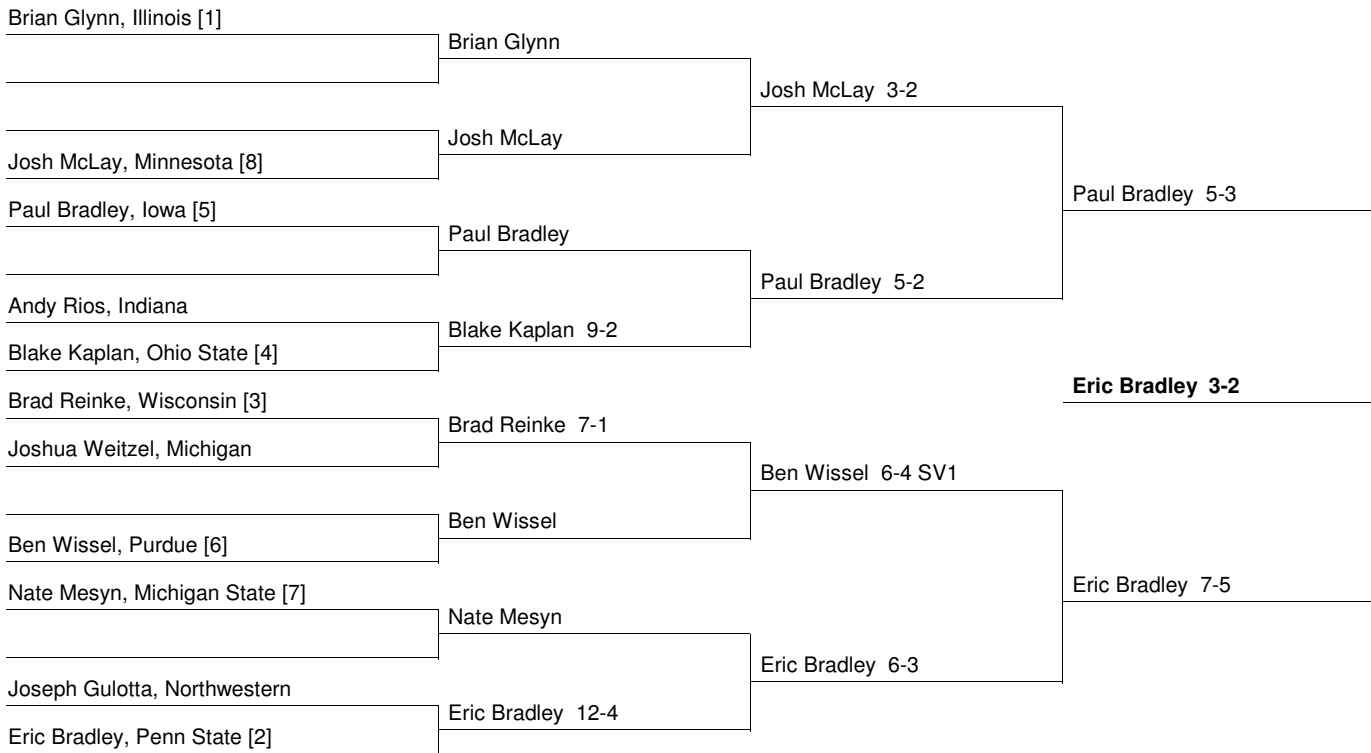 Brian Glynn, Illinois [1]
Josh McLay, Minnesota [8]
Paul Bradley, Iowa [5]
Andy Rios, Indiana
Blake Kaplan, Ohio State [4]
Brad Reinke, Wisconsin [3]
Joshua Weitzel, Michigan
Ben Wissel, Purdue [6]
Nate Mesyn, Michigan State [7]
Joseph Gulotta, Northwestern
Eric Bradley, Penn State [2]
Brian Glynn
Josh McLay
Paul Bradley
Blake Kaplan 9-2
Brad Reinke 7-1
Ben Wissel
Nate Mesyn
Eric Bradley 12-4
Josh McLay 3-2
Paul Bradley 5-2
Ben Wissel 6-4 SV1
Eric Bradley 6-3
Paul Bradley 5-3
Eric Bradley 3-2
Eric Bradley 7-5